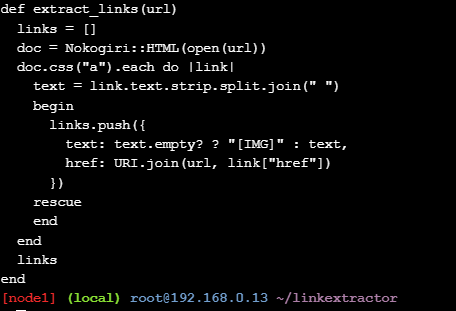 def extract_links(url)
  links = []
  doc = Nokogiri::HTML(open(url))
  doc.css("a").each do |link|
    text = link.text.strip.split.join(" ")
    begin
      links.push({
        text: text.empty? ? "[IMG]" : text,
        href: URI.join(url, link["href"])
      })
    rescue
    end
  end
  links
end
[node1] (local) root@192.168.0.13 ~/linkextractor